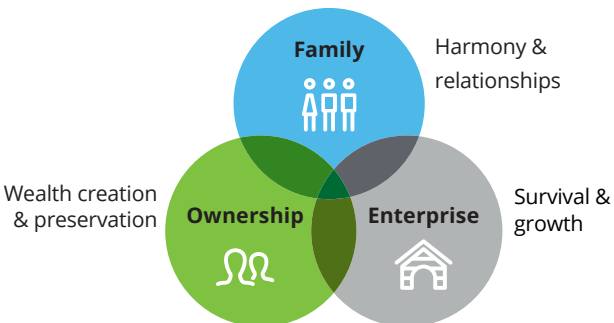 Family
Harmony &
relationships
Wealth creation
& preservation
Ownership
Enterprise
Survival &
growth